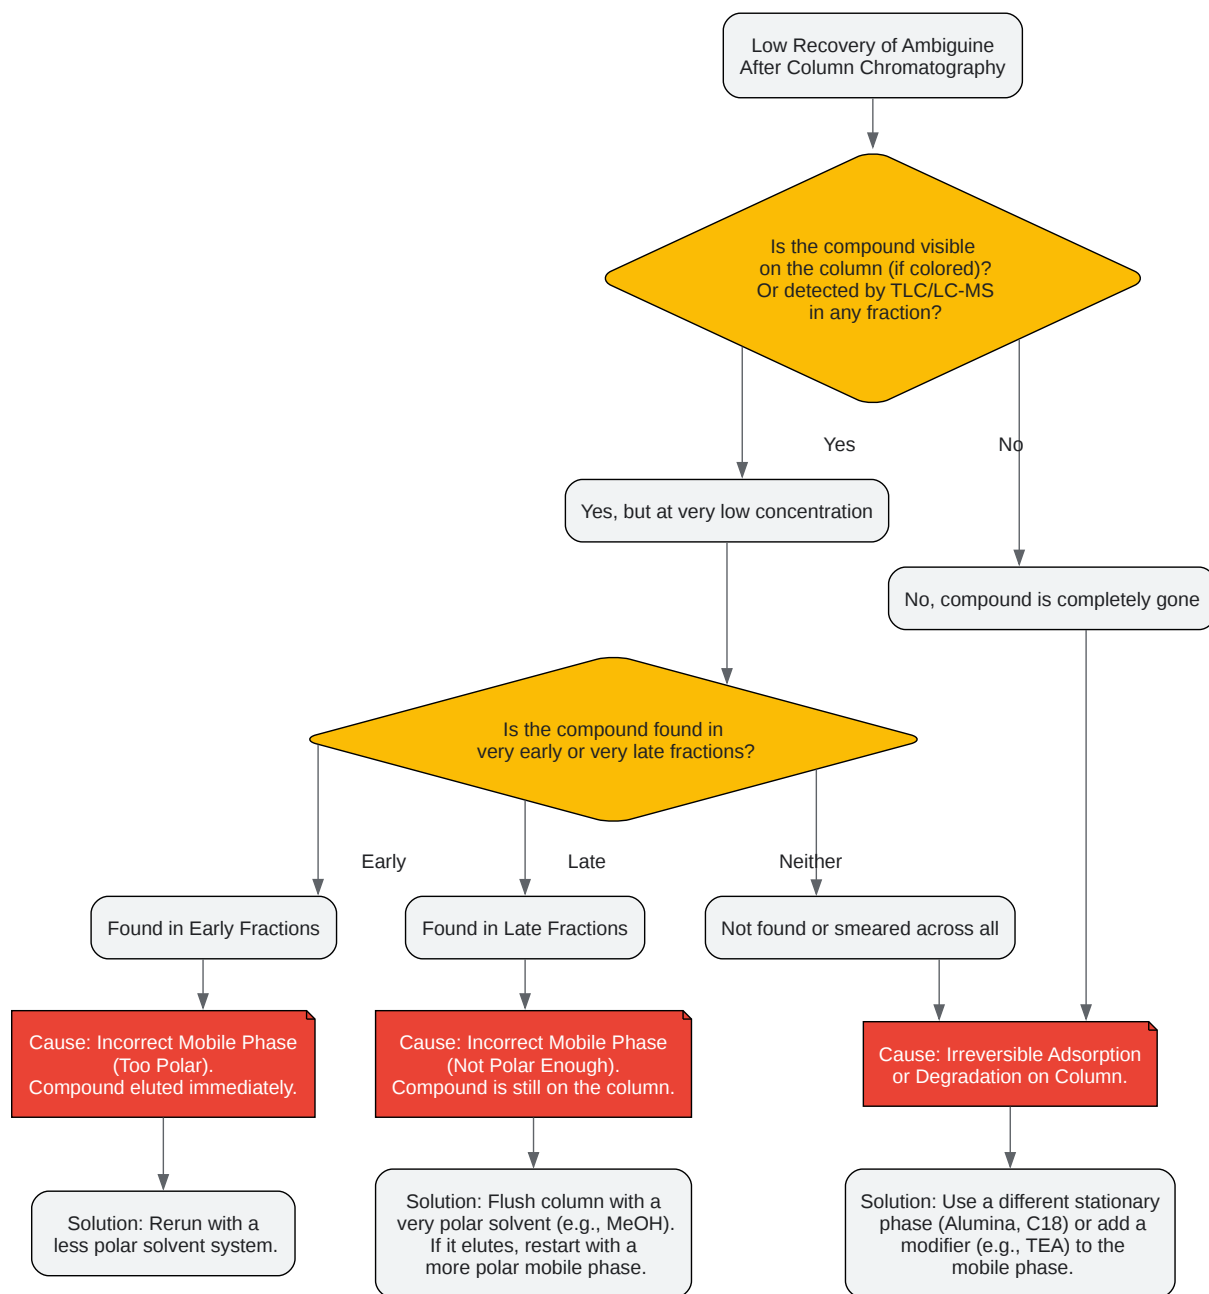 Low Recovery of Ambiguine
After Column Chromatography
Is the compound visible
on the column (if colored)?
Or detected by TLC/LC-MS
in any fraction?
Yes
No
Yes, but at very low concentration
No, compound is completely gone
Is the compound found in
very early or very late fractions?
Early
Late
Neither
Found in Early Fractions
Found in Late Fractions
Not found or smeared across all
Cause: Incorrect Mobile Phase
(Too Polar).
Compound eluted immediately.
Cause: Incorrect Mobile Phase
(Not Polar Enough).
Compound is still on the column.
Cause: Irreversible Adsorption
or Degradation on Column.
Solution: Rerun with a
less polar solvent system.
Solution: Flush column with a
very polar solvent (e.g., MeOH).
If it elutes, restart with a
more polar mobile phase.
Solution: Use a different stationary
phase (Alumina, C18) or add a
modifier (e.g., TEA) to the
mobile phase.